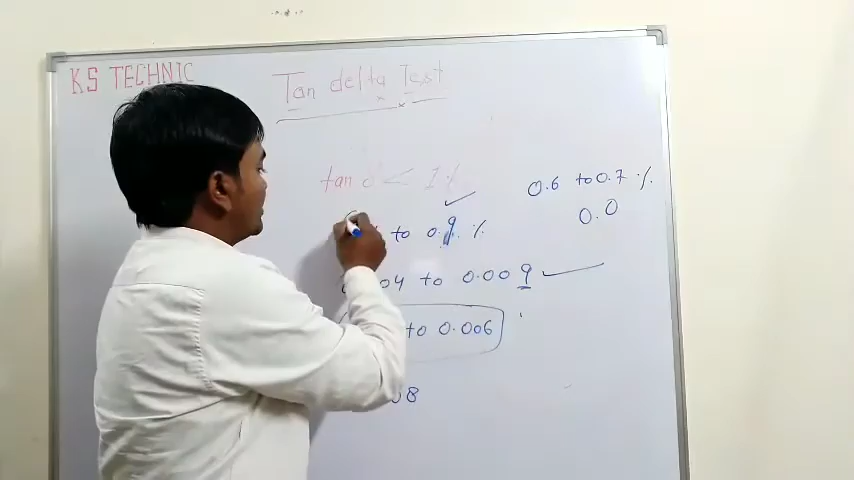 KS TECHNIC
Tan delta Test
tan δ < 1%
0.6 to 0.7 %
to 0.9 %
0.0
04 to 0.009
to 0.006
08